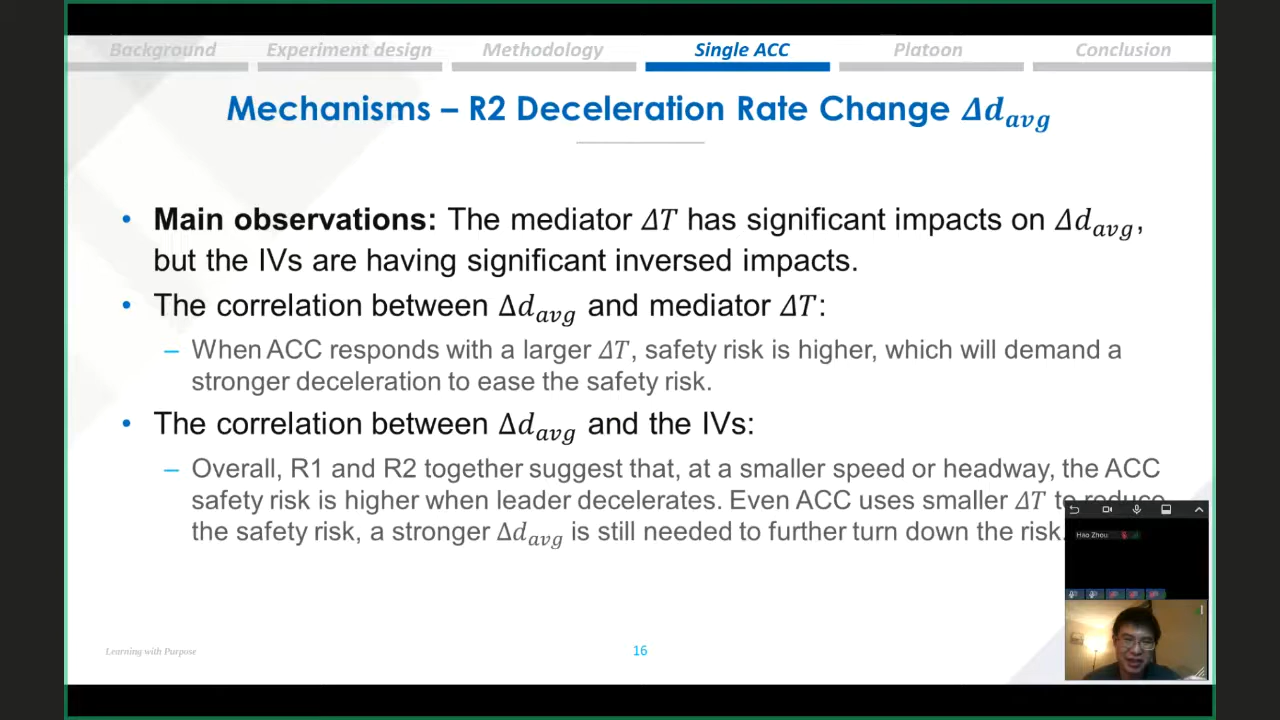 Background Experiment design Methodology Single ACC Platoon Conclusion
Mechanisms – R2 Deceleration Rate Change Δd_avg
• Main observations: The mediator ΔT has significant impacts on Δd_avg,
but the IVs are having significant inversed impacts.
• The correlation between Δd_avg and mediator ΔT:
– When ACC responds with a larger ΔT, safety risk is higher, which will demand a
stronger deceleration to ease the safety risk.
• The correlation between Δd_avg and the IVs:
– Overall, R1 and R2 together suggest that, at a smaller speed or headway, the ACC
safety risk is higher when leader decelerates. Even ACC uses smaller ΔT to reduce
the safety risk, a stronger Δd_avg is still needed to further turn down the risk.
Hao Zhou
Learning with Purpose
16